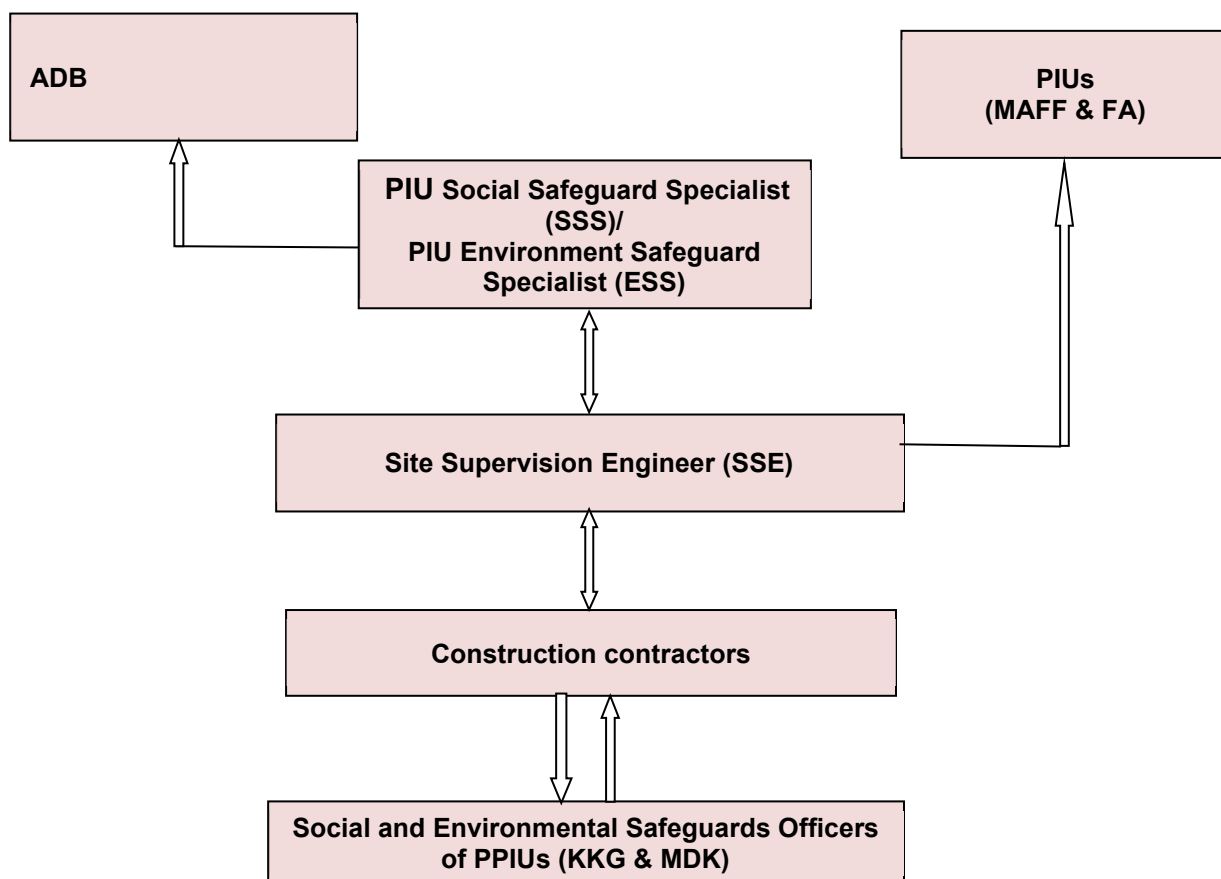 ADB
PIUs
(MAFF & FA)
PIU Social Safeguard Specialist
(SSS)/
PIU Environment Safeguard
Specialist (ESS)
Site Supervision Engineer (SSE)
Construction contractors
Social and Environmental Safeguards Officers
of PPIUs (KKG & MDK)